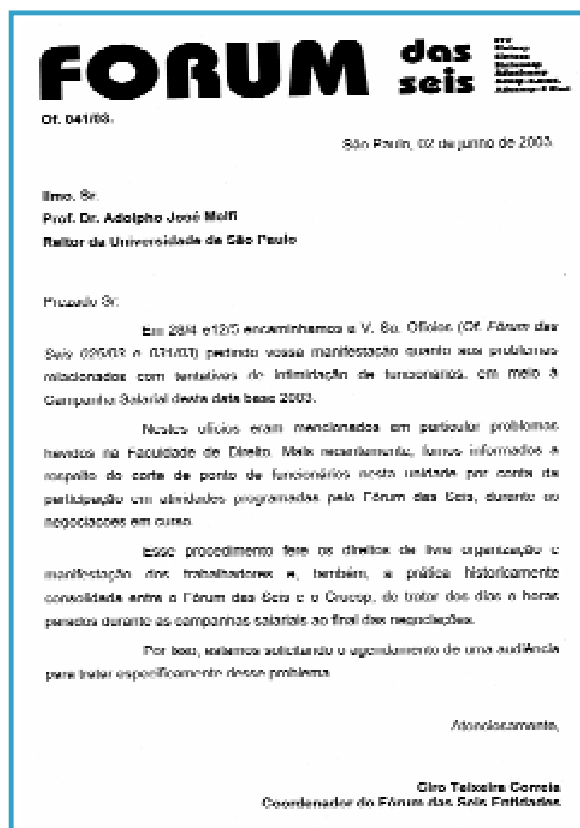 FORUM das seis
STU
Of. 041/03.
São Paulo, 02 de junho de 2003.
Ilmo. Sr.
Prof. Dr. Adolpho José Melfi
Reitor da Universidade de São Paulo
Prezado Sr.
Em 28/4 e12/5 encaminhamos a V. Sa. Ofícios (Of. Fórum das
Seis 025/03 e 031/03) pedindo vossa manifestação quanto aos problemas
relacionados com tentativas de intimidação de funcionários, em meio à
Campanha Salarial desta data base 2003.
Nestes ofícios eram mencionados em particular problemas
havidos na Faculdade de Direito. Mais recentemente, fomos informados a
respeito do corte de ponto de funcionários nesta unidade por conta da
participação em atividades programadas pelo Fórum das Seis, durante as
negociações em curso.
Esse procedimento fere os direitos de livre organização e
manifestação dos trabalhadores e, também, a prática historicamente
consolidada entre o Fórum das Seis e o Cruesp, de tratar dos dias e horas
parados durante as campanhas salariais ao final das negociações.
Por isso, estamos solicitando o agendamento de uma audiência
para tratar especificamente desse problema.
Atenciosamente,
Ciro Teixeira Correia
Coordenador do Fórum das Seis Entidades